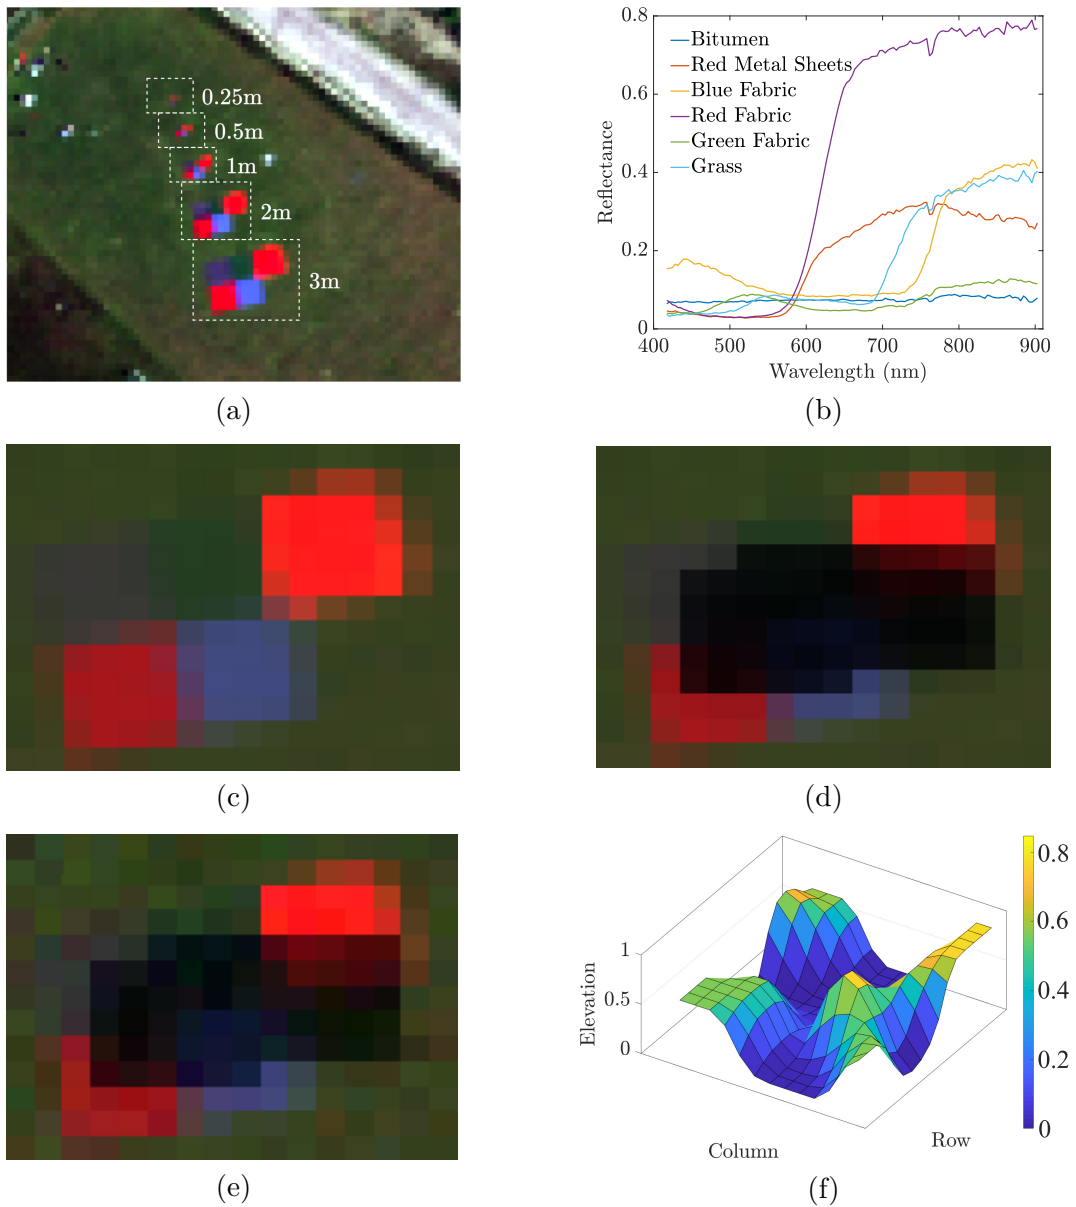 0.25m
0.5m
1m
2m
3m
(a)
0.8
0.6
0.4
0.2
0
Reflectance
Bitumen
Red Metal Sheets
Blue Fabric
Red Fabric
Green Fabric
Grass
400 500 600 700 800 900
Wavelength (nm)
(b)
(c)
(d)
(e)
1
0.5
0
Elevation
Column
Row
0.8
0.6
0.4
0.2
0
(f)